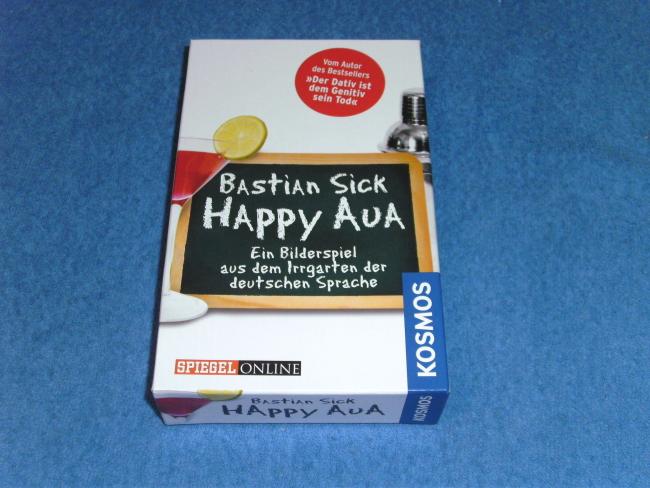 Vom Autor
des Bestsellers
»Der Dativ ist
dem Genitiv
sein Tod«
Bastian Sick
Happy Aua
Ein Bilderspiel
aus dem Irrgarten der
deutschen Sprache
KOSMOS
SPIEGEL ONLINE
Bastian Sick
Happy Aua
KOSMOS